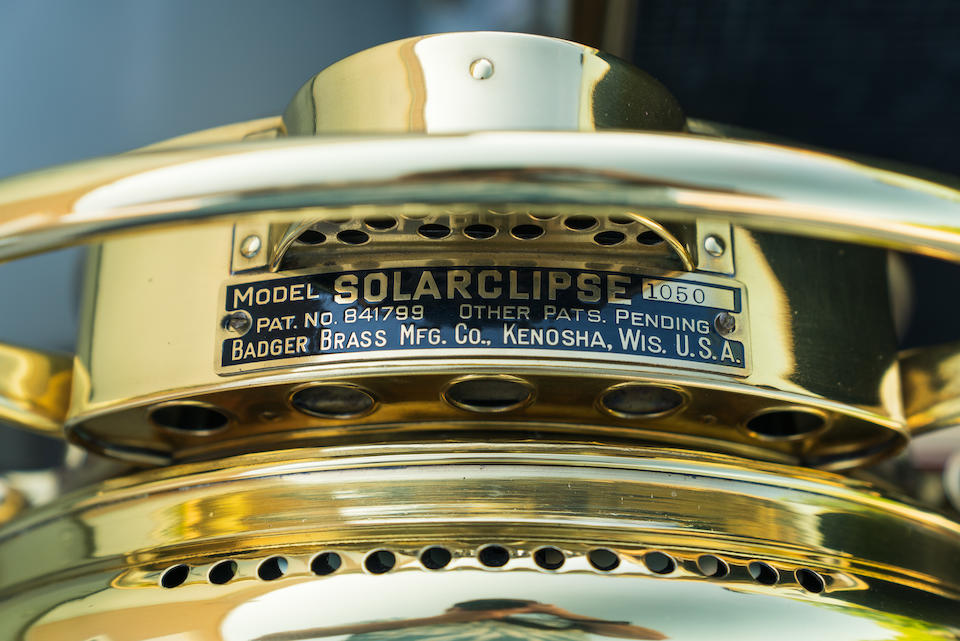 MODEL SOLARCLIPSE 1050
PAT. NO. 841799 OTHER PATS. PENDING
BADGER BRASS MFG. CO., KENOSHA, WIS. U.S.A.